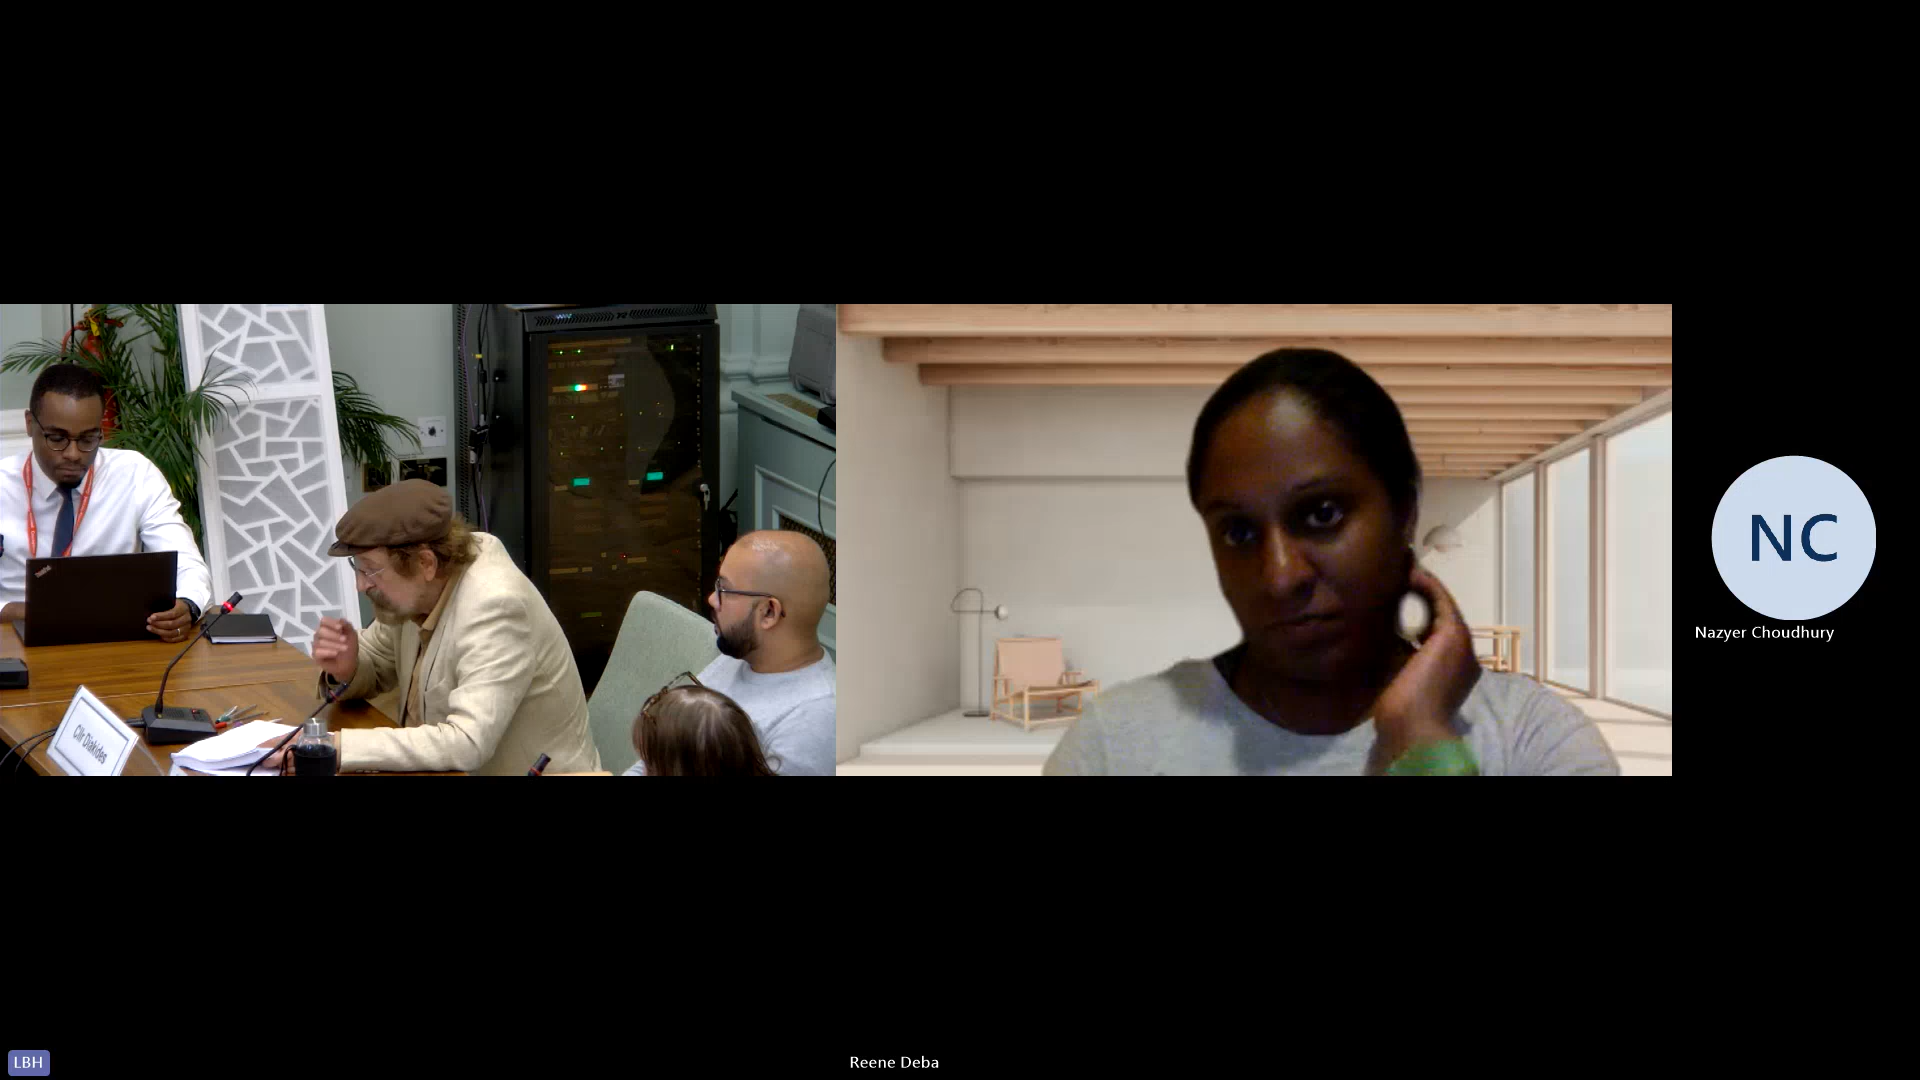 Cllr Diakides
NC
Nazyer Choudhury
LBH
Reene Deba